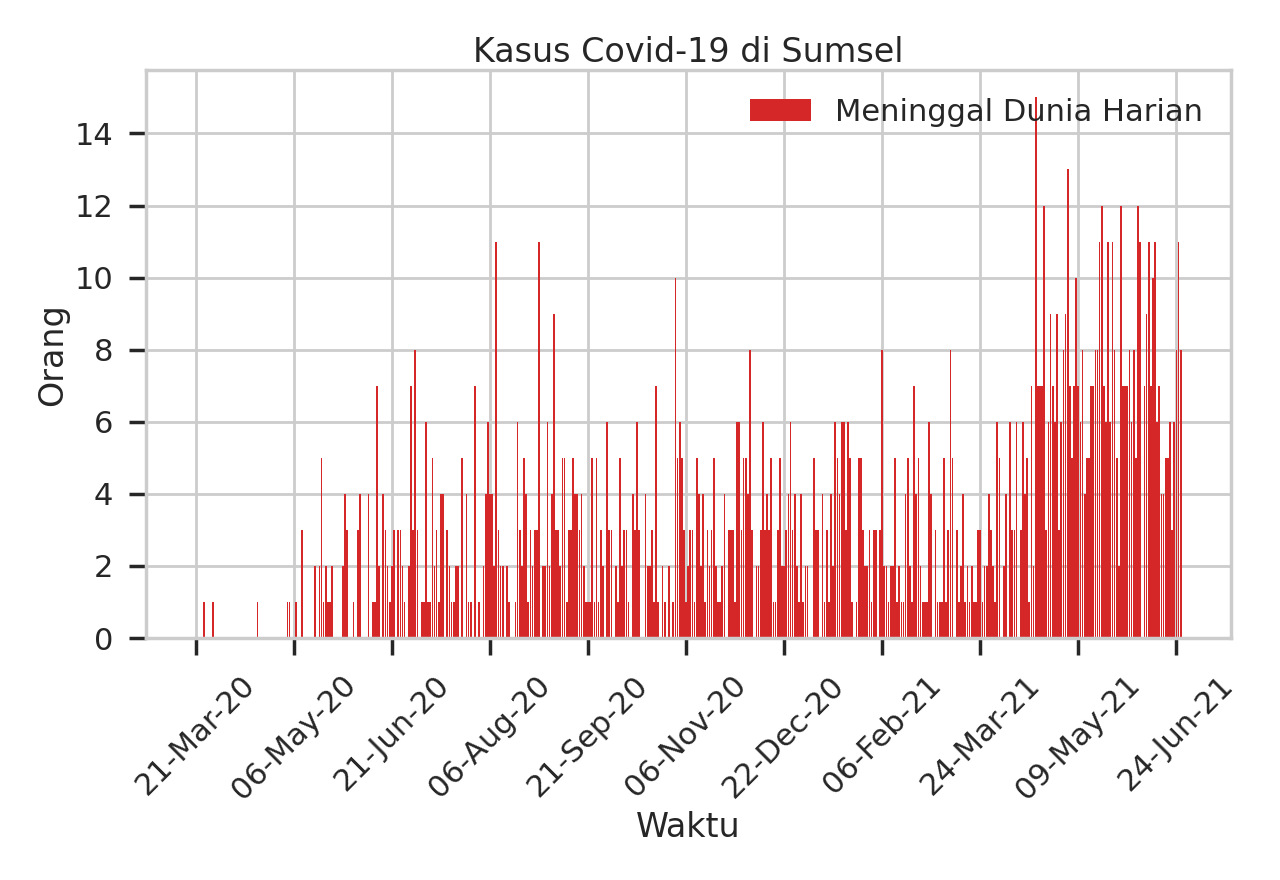 Kasus Covid-19 di Sumsel
Meninggal Dunia Harian
Orang
14
12
10
8
6
4
2
0
21-Mar-20
06-May-20
21-Jun-20
06-Aug-20
21-Sep-20
06-Nov-20
22-Dec-20
06-Feb-21
24-Mar-21
09-May-21
24-Jun-21
Waktu